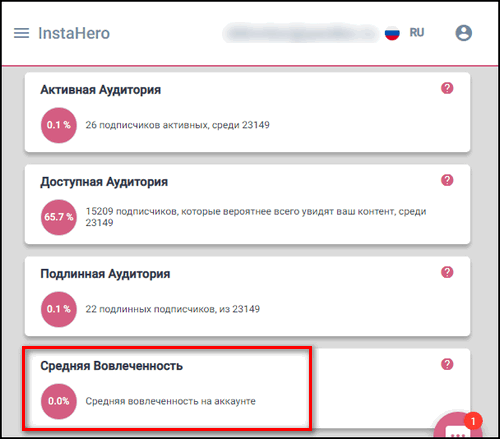 InstaHero
RU
Активная Аудитория
0.1 %
26 подписчиков активных, среди 23149
Доступная Аудитория
65.7 %
15209 подписчиков, которые вероятнее всего увидят ваш контент, среди
23149
Подлинная Аудитория
0.1 %
22 подлинных подписчиков, из 23149
Средняя Вовлеченность
0.0%
Средняя вовлеченность на аккаунте
1